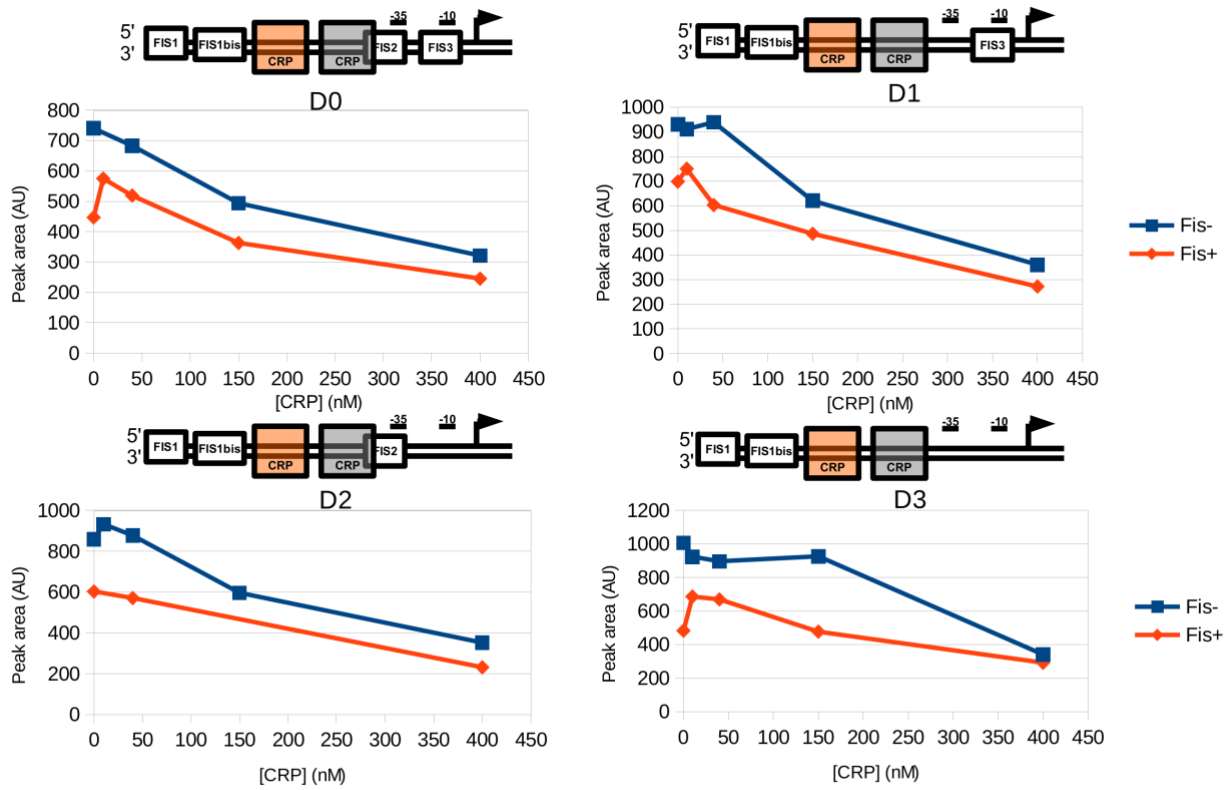 5' FIS1 FIS1bis CRP CRP FIS2 -35 FIS3 -10
3'
D0
Peak area (AU)
800
700
600
500
400
300
200
100
0
0 50 100 150 200 250 300 350 400 450
[CRP] (nM)
5' FIS1 FIS1bis CRP CRP -35 -10 FIS3
3'
D1
Peak area (AU)
1000
900
800
700
600
500
400
300
200
100
0
0 50 100 150 200 250 300 350 400 450
[CRP] (nM)
Fis-
Fis+
5' FIS1 FIS1bis CRP CRP FIS2 -35 -10
3'
D2
Peak area (AU)
1000
800
600
400
200
0
0 50 100 150 200 250 300 350 400 450
[CRP] (nM)
5' FIS1 FIS1bis CRP CRP -35 -10
3'
D3
Peak area (AU)
1200
1000
800
600
400
200
0
0 50 100 150 200 250 300 350 400 450
[CRP] (nM)
Fis-
Fis+